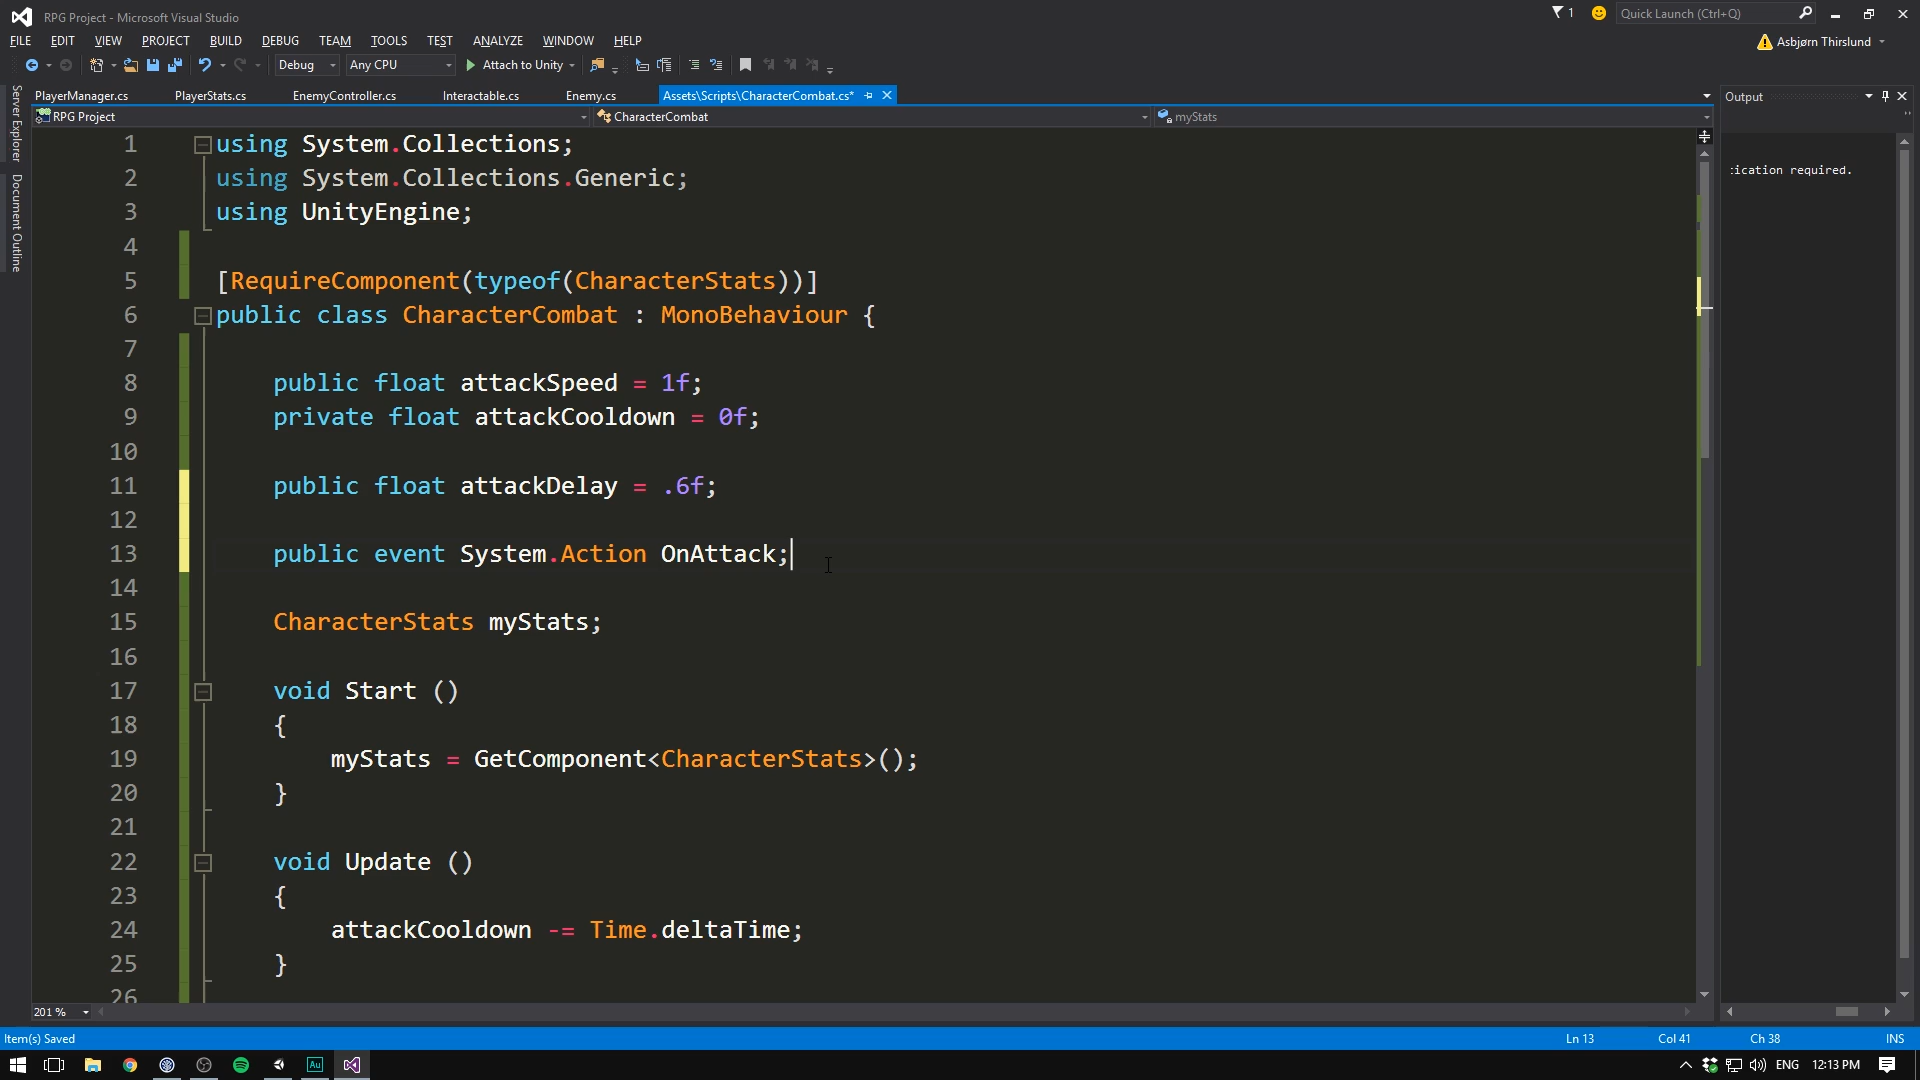 RPG Project - Microsoft Visual Studio
1
Quick Launch (Ctrl+Q)
FILE EDIT VIEW PROJECT BUILD DEBUG TEAM TOOLS TEST ANALYZE WINDOW HELP
Asbjørn Thirslund
Debug Any CPU Attach to Unity
Server Explorer
Document Outline
PlayerManager.cs PlayerStats.cs EnemyController.cs Interactable.cs Enemy.cs Assets\Scripts\CharacterCombat.cs*
Output
RPG Project CharacterCombat myStats
:ication required.
1 using System.Collections;
2 using System.Collections.Generic;
3 using UnityEngine;
4
5 [RequireComponent(typeof(CharacterStats))]
6 public class CharacterCombat : MonoBehaviour {
7
8 public float attackSpeed = 1f;
9 private float attackCooldown = 0f;
10
11 public float attackDelay = .6f;
12
13 public event System.Action OnAttack;
14
15 CharacterStats myStats;
16
17 void Start ()
18 {
19 myStats = GetComponent<CharacterStats>();
20 }
21
22 void Update ()
23 {
24 attackCooldown -= Time.deltaTime;
25 }
26
201 %
Item(s) Saved Ln 13 Col 41 Ch 38 INS
Au
ENG 12:13 PM